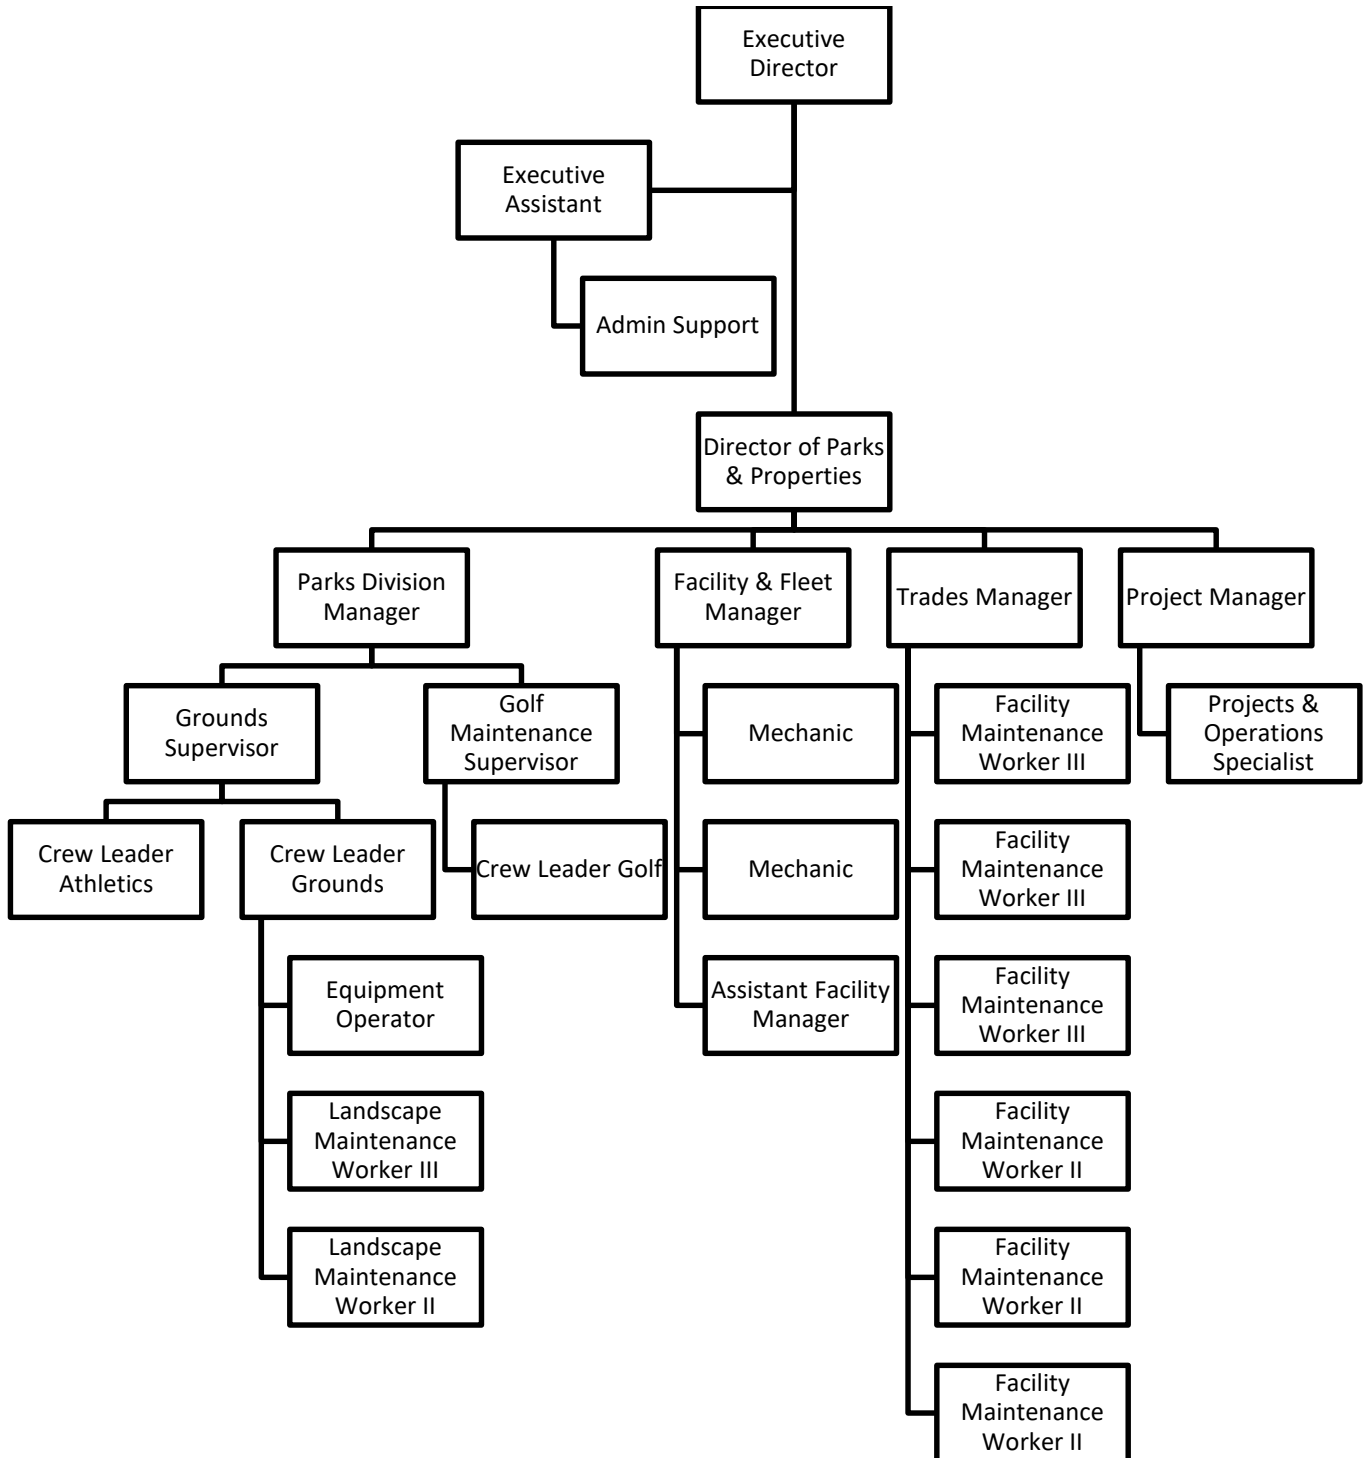 Executive
Director
Executive
Assistant
Admin Support
Director of Parks
& Properties
Parks Division
Manager
Facility & Fleet
Manager
Trades Manager
Project Manager
Grounds
Supervisor
Golf
Maintenance
Supervisor
Mechanic
Facility
Maintenance
Worker III
Projects &
Operations
Specialist
Crew Leader
Athletics
Crew Leader
Grounds
Crew Leader Golf
Mechanic
Facility
Maintenance
Worker III
Equipment
Operator
Assistant Facility
Manager
Facility
Maintenance
Worker III
Landscape
Maintenance
Worker III
Facility
Maintenance
Worker II
Landscape
Maintenance
Worker II
Facility
Maintenance
Worker II
Facility
Maintenance
Worker II